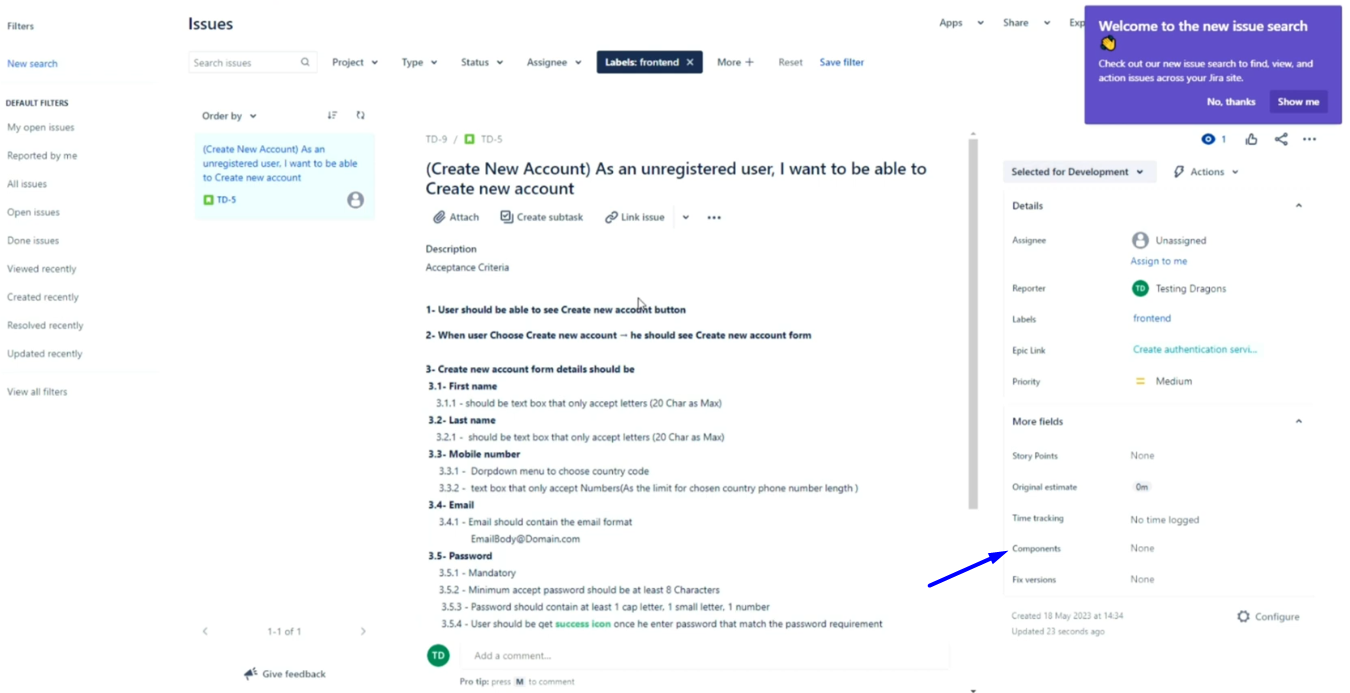 Filters
New search
DEFAULT FILTERS
My open issues
Reported by me
All issues
Open issues
Done issues
Viewed recently
Created recently
Resolved recently
Updated recently
View all filters
Issues
Apps
Share
Search issues
Project
Type
Status
Assignee
Labels: frontend ✕
More +
Reset
Save filter
Welcome to the new issue search
Check out our new issue search to find, view, and
action issues across your Jira site.
No, thanks
Show me
Order by
(Create New Account) As an
unregistered user, I want to be able
to Create new account
TD-5
1-1 of 1
Give feedback
TD-9 / TD-5
(Create New Account) As an unregistered user, I want to be able to
Create new account
Attach
Create subtask
Link issue
Description
Acceptance Criteria
1- User should be able to see Create new account button
2- When user Choose Create new account → he should see Create new account form
3- Create new account form details should be
3.1- First name
3.1.1 - should be text box that only accept letters (20 Char as Max)
3.2- Last name
3.2.1 - should be text box that only accept letters (20 Char as Max)
3.3- Mobile number
3.3.1 - Dorpdown menu to choose country code
3.3.2 - text box that only accept Numbers(As the limit for chosen country phone number length )
3.4- Email
3.4.1 - Email should contain the email format
EmailBody@Domain.com
3.5- Password
3.5.1 - Mandatory
3.5.2 - Minimum accept password should be at least 8 Characters
3.5.3 - Password should contain at least 1 cap letter, 1 small letter, 1 number
3.5.4 - User should be get success icon once he enter password that match the password requirement
TD
Add a comment...
Pro tip: press M to comment
1
Selected for Development
Actions
Details
Assignee
Unassigned
Assign to me
Reporter
TD Testing Dragons
Labels
frontend
Epic Link
Create authentication servi...
Priority
Medium
More fields
Story Points
None
Original estimate
0m
Time tracking
No time logged
Components
None
Fix versions
None
Created 18 May 2023 at 14:34
Updated 23 seconds ago
Configure